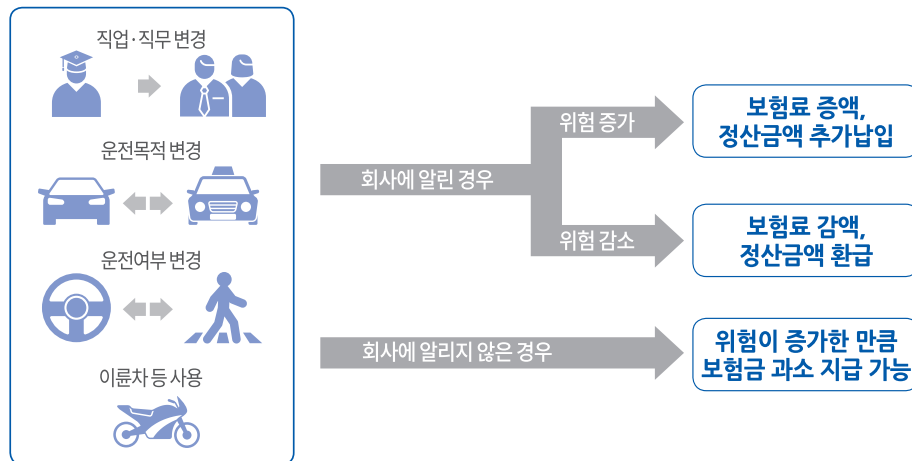 직업·직무 변경
운전목적 변경
운전여부 변경
이륜차 등 사용
회사에 알린 경우
위험 증가
보험료 증액,
정산금액 추가납입
위험 감소
보험료 감액,
정산금액 환급
회사에 알리지 않은 경우
위험이 증가한 만큼
보험금 과소 지급 가능